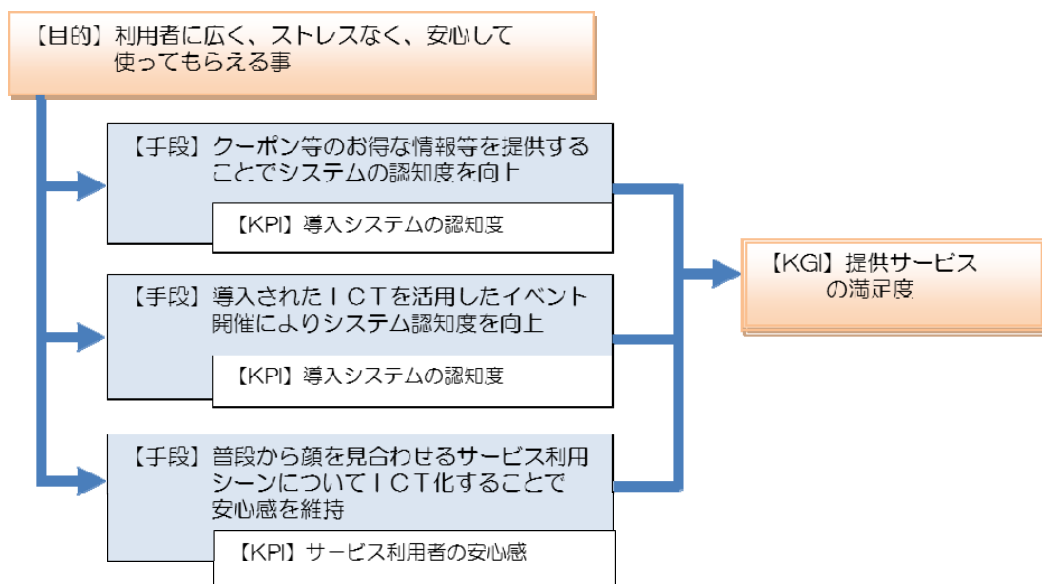 【目的】利用者に広く、ストレスなく、安心して
使ってもらえる事
【手段】クーポン等のお得な情報等を提供する
ことでシステムの認知度を向上
【KPI】導入システムの認知度
【手段】導入されたＩＣＴを活用したイベント
開催によりシステム認知度を向上
【KPI】導入システムの認知度
【手段】普段から顔を見合わせるサービス利用
シーンについてＩＣＴ化することで
安心感を維持
【KPI】サービス利用者の安心感
【KGI】提供サービス
の満足度